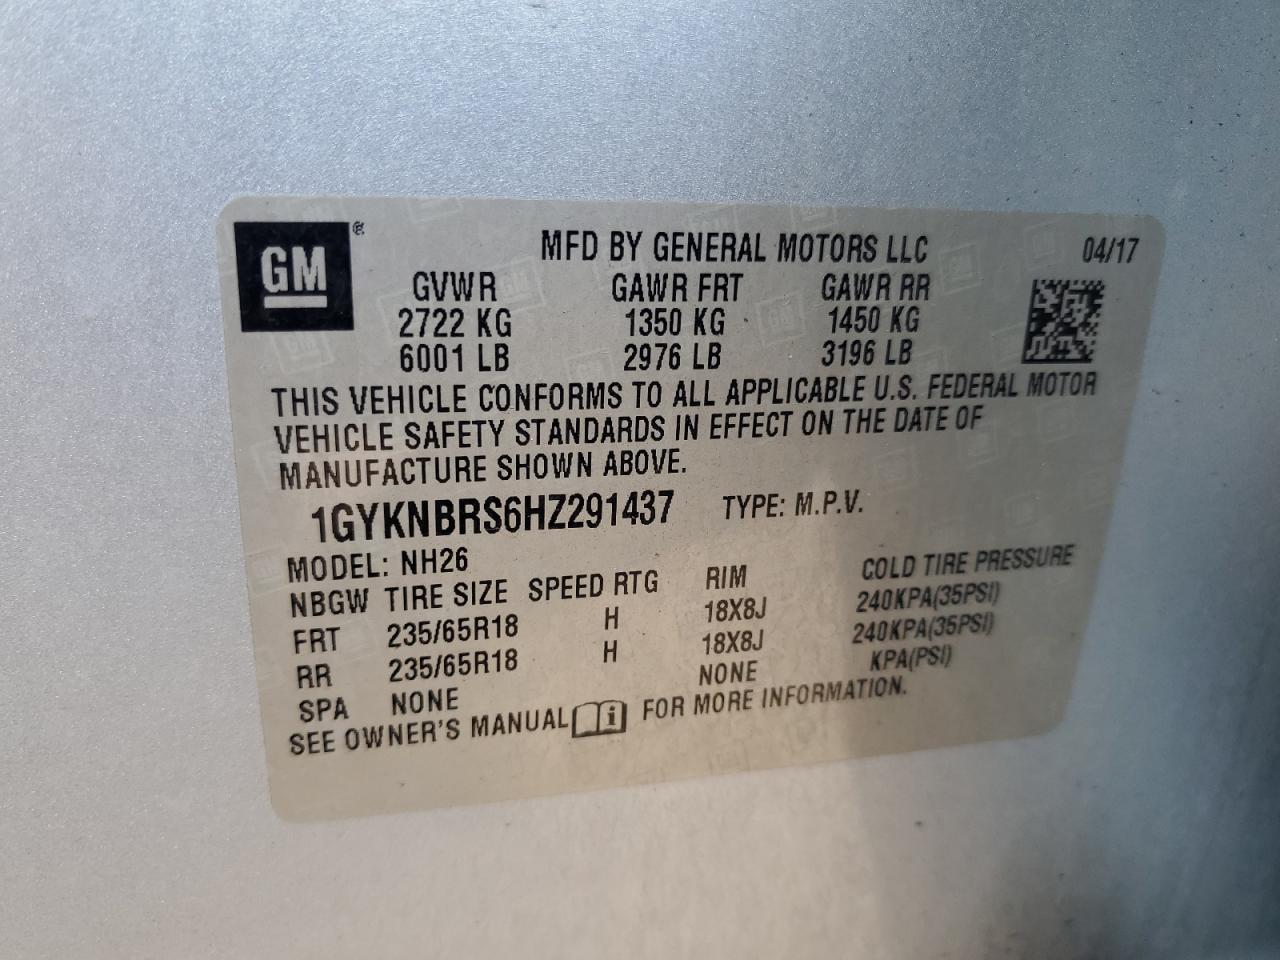 GM®
MFD BY GENERAL MOTORS LLC 04/17
GVWR GAWR FRT GAWR RR
2722 KG 1350 KG 1450 KG
6001 LB 2976 LB 3196 LB
THIS VEHICLE CONFORMS TO ALL APPLICABLE U.S. FEDERAL MOTOR
VEHICLE SAFETY STANDARDS IN EFFECT ON THE DATE OF
MANUFACTURE SHOWN ABOVE.
1GYKNBRS6HZ291437 TYPE: M.P.V.
MODEL: NH26
NBGW TIRE SIZE SPEED RTG RIM COLD TIRE PRESSURE
FRT 235/65R18 H 18X8J 240KPA(35PSI)
RR 235/65R18 H 18X8J 240KPA(35PSI)
SPA NONE NONE KPA(PSI)
SEE OWNER'S MANUAL i FOR MORE INFORMATION.